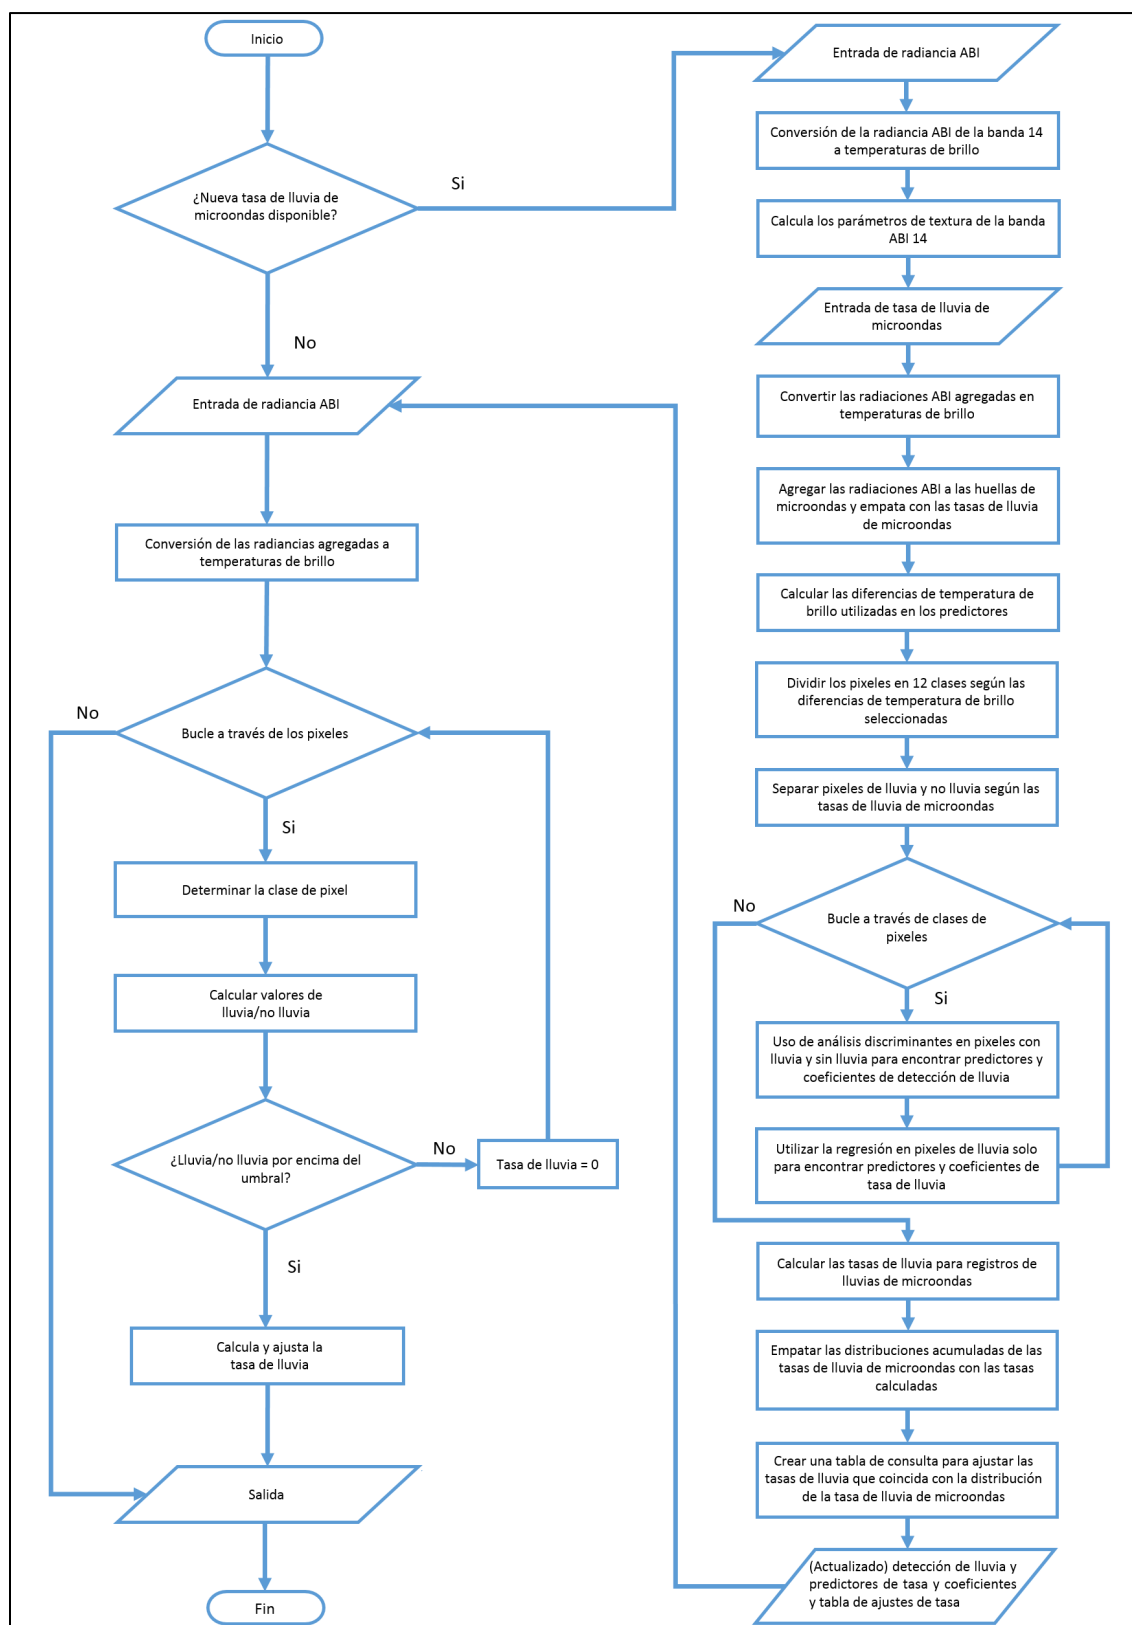 Inicio
¿Nueva tasa de lluvia de
microondas disponible?
Si
No
Entrada de radiancia ABI
Conversión de las radiancias agregadas a
temperaturas de brillo
No
Bucle a través de los pixeles
Si
Determinar la clase de pixel
Calcular valores de
lluvia/no lluvia
¿Lluvia/no lluvia por encima del
umbral?
No
Tasa de lluvia = 0
Si
Calcula y ajusta la
tasa de lluvia
Salida
Fin
Entrada de radiancia ABI
Conversión de la radiancia ABI de la banda 14
a temperaturas de brillo
Calcula los parámetros de textura de la banda
ABI 14
Entrada de tasa de lluvia de
microondas
Convertir las radiaciones ABI agregadas en
temperaturas de brillo
Agregar las radiaciones ABI a las huellas de
microondas y empata con las tasas de lluvia
de microondas
Calcular las diferencias de temperatura de
brillo utilizadas en los predictores
Dividir los pixeles en 12 clases según las
diferencias de temperatura de brillo
seleccionadas
Separar pixeles de lluvia y no lluvia según las
tasas de lluvia de microondas
No
Bucle a través de clases de
pixeles
Si
Uso de análisis discriminantes en pixeles con
lluvia y sin lluvia para encontrar predictores y
coeficientes de detección de lluvia
Utilizar la regresión en pixeles de lluvia solo
para encontrar predictores y coeficientes de
tasa de lluvia
Calcular las tasas de lluvia para registros de
lluvias de microondas
Empatar las distribuciones acumuladas de las
tasas de lluvia de microondas con las tasas
calculadas
Crear una tabla de consulta para ajustar las
tasas de lluvia que coincida con la distribución
de la tasa de lluvia de microondas
(Actualizado) detección de lluvia y
predictores de tasa y coeficientes
y tabla de ajustes de tasa